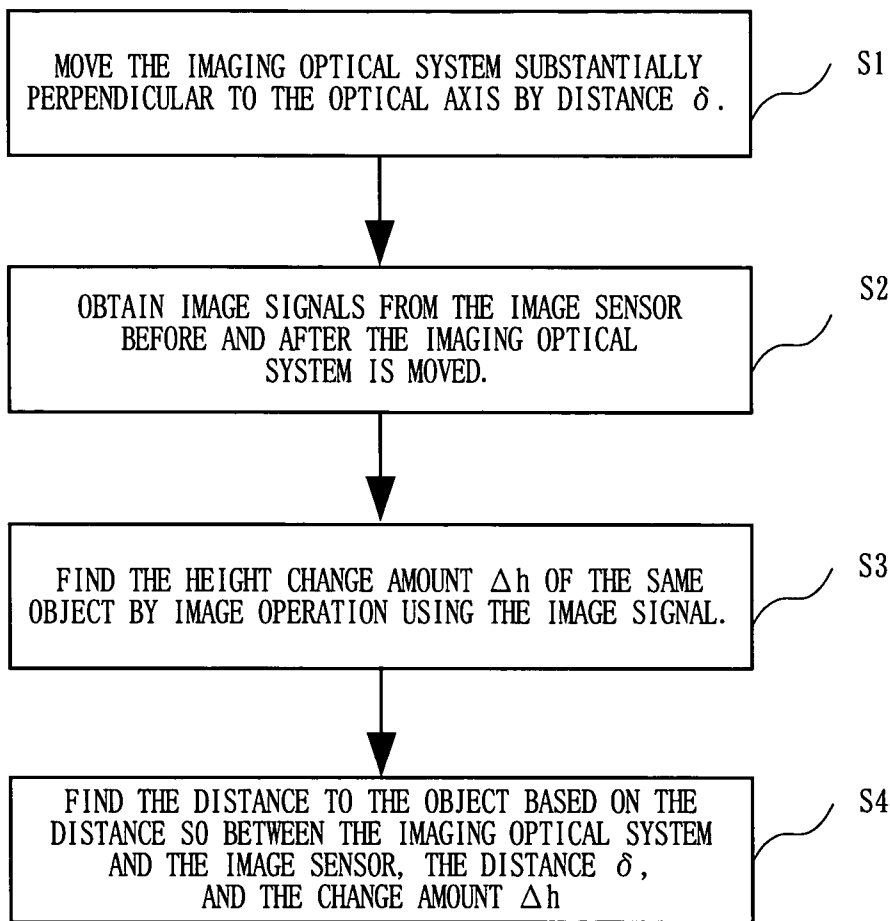 MOVE THE IMAGING OPTICAL SYSTEM SUBSTANTIALLY
PERPENDICULAR TO THE OPTICAL AXIS BY DISTANCE δ.
S1
OBTAIN IMAGE SIGNALS FROM THE IMAGE SENSOR
BEFORE AND AFTER THE IMAGING OPTICAL
SYSTEM IS MOVED.
S2
FIND THE HEIGHT CHANGE AMOUNT Δh OF THE SAME
OBJECT BY IMAGE OPERATION USING THE IMAGE SIGNAL.
S3
FIND THE DISTANCE TO THE OBJECT BASED ON THE
DISTANCE SO BETWEEN THE IMAGING OPTICAL SYSTEM
AND THE IMAGE SENSOR, THE DISTANCE δ,
AND THE CHANGE AMOUNT Δh
S4